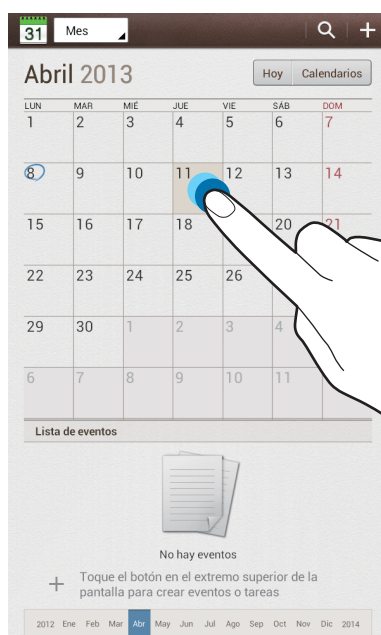 31 Mes
Abril 2013 Hoy Calendarios
LUN MAR MIÉ JUE VIE SÁB DOM
1 2 3 4 5 6 7
8 9 10 11 12 13 14
15 16 17 18 20 21
22 23 24 25 26
29 30 1 2 3 4
6 7 8 9 10 11
Lista de eventos
No hay eventos
Toque el botón en el extremo superior de la
pantalla para crear eventos o tareas
2012 Ene Feb Mar Abr May Jun Jul Ago Sep Oct Nov Dic 2014